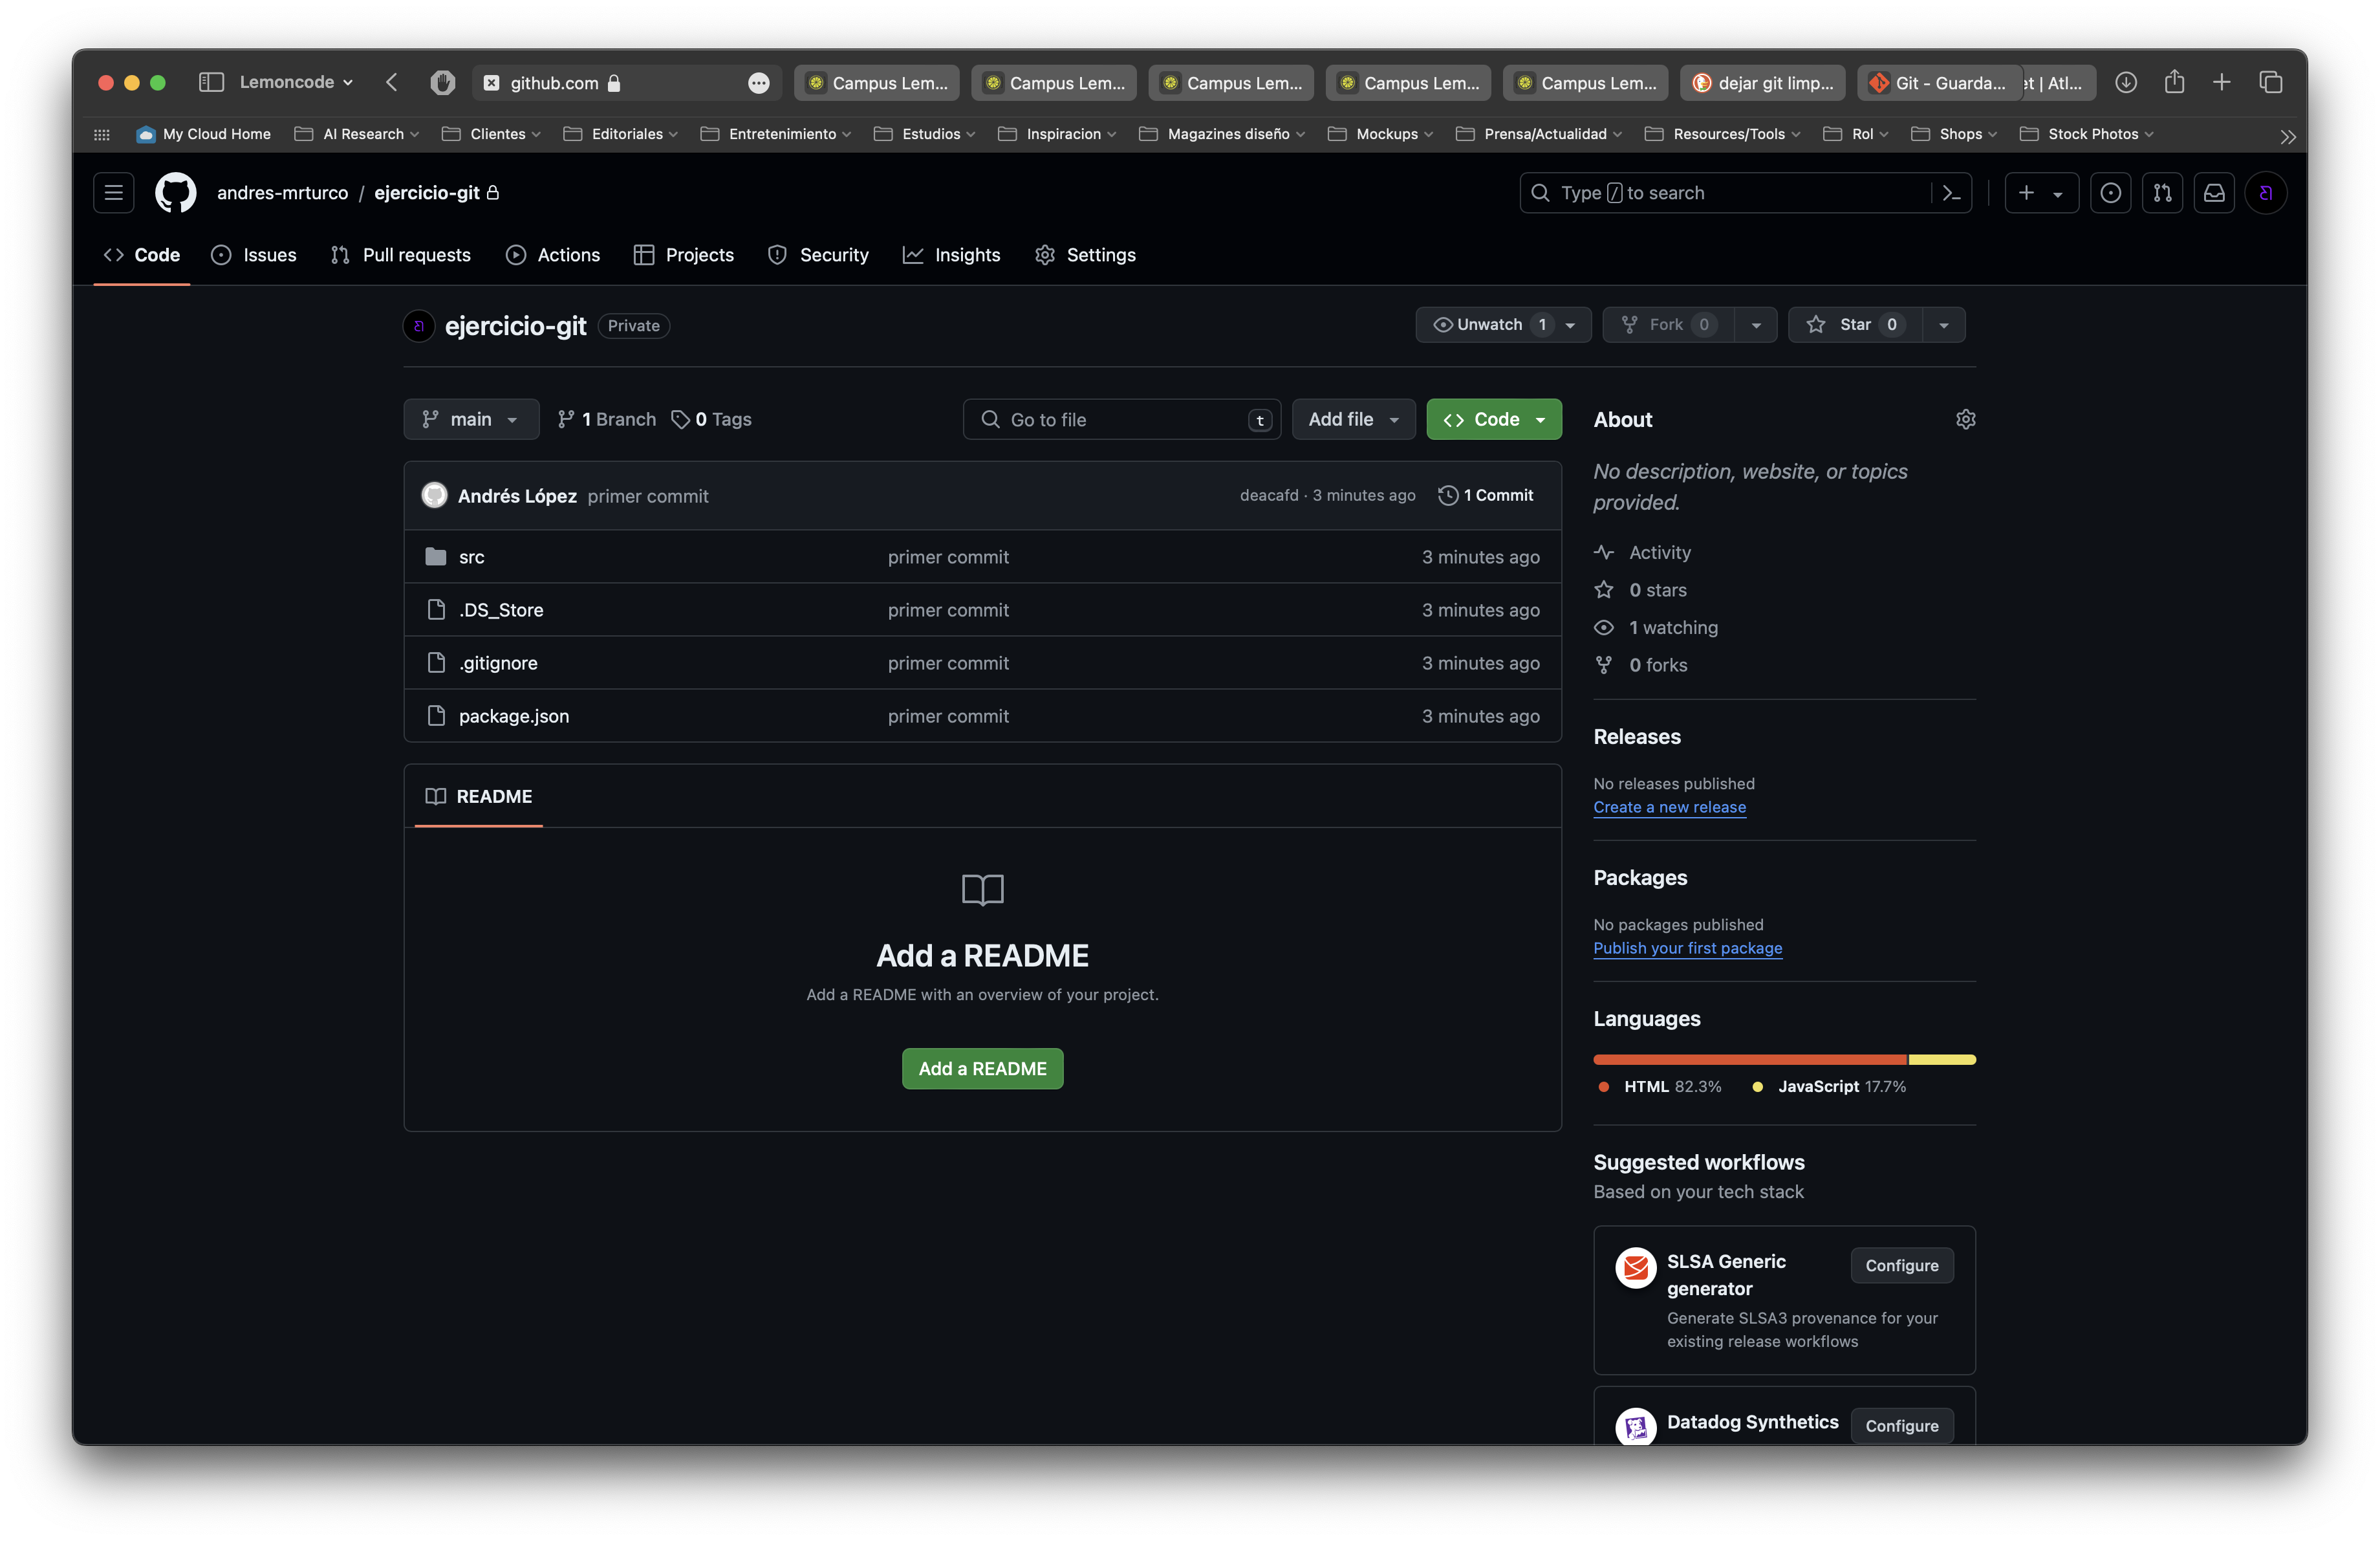 Lemoncode
github.com
Campus Lem...
Campus Lem...
Campus Lem...
Campus Lem...
Campus Lem...
dejar git limp...
Git - Guarda...
et | Atl...
My Cloud Home
AI Research
Clientes
Editoriales
Entretenimiento
Estudios
Inspiracion
Magazines diseño
Mockups
Prensa/Actualidad
Resources/Tools
Rol
Shops
Stock Photos
andres-mrturco / ejercicio-git
Type / to search
Code
Issues
Pull requests
Actions
Projects
Security
Insights
Settings
ejercicio-git Private
Unwatch 1
Fork 0
Star 0
main
1 Branch
0 Tags
Go to file t
Add file
Code
Andrés López primer commit deacafd · 3 minutes ago 1 Commit
src primer commit 3 minutes ago
.DS_Store primer commit 3 minutes ago
.gitignore primer commit 3 minutes ago
package.json primer commit 3 minutes ago
README
Add a README
Add a README with an overview of your project.
Add a README
About
No description, website, or topics
provided.
Activity
0 stars
1 watching
0 forks
Releases
No releases published
Create a new release
Packages
No packages published
Publish your first package
Languages
HTML 82.3% JavaScript 17.7%
Suggested workflows
Based on your tech stack
SLSA Generic
generator
Configure
Generate SLSA3 provenance for your
existing release workflows
Datadog Synthetics
Configure